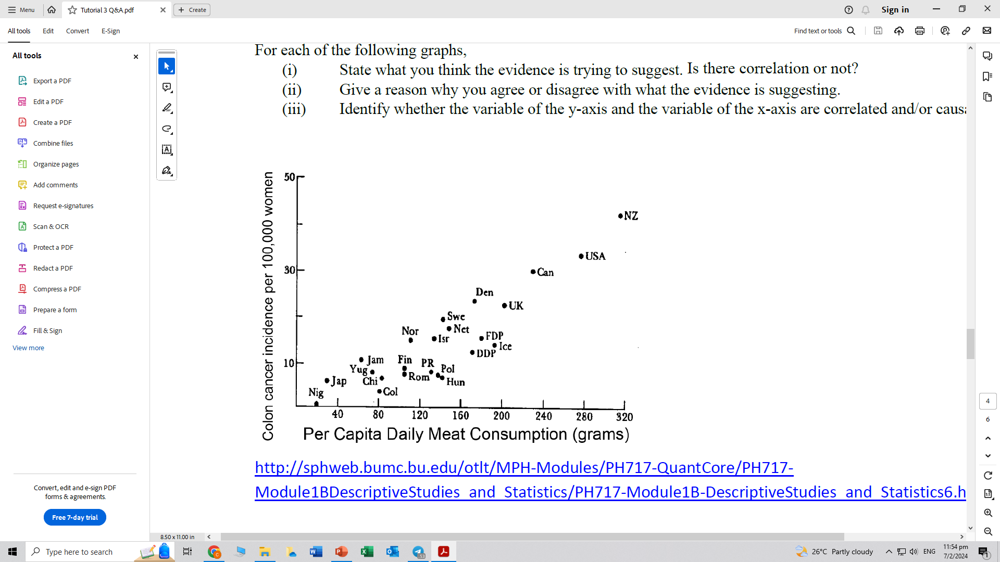 Menu
Tutorial 3 Q&A.pdf
Create
Sign in
All tools
Edit
Convert
E-Sign
Find text or tools
All tools
Export a PDF
Edit a PDF
Create a PDF
Combine files
Organize pages
Add comments
Request e-signatures
Scan & OCR
Protect a PDF
Redact a PDF
Compress a PDF
Prepare a form
Fill & Sign
View more
Convert, edit and e-sign PDF
forms & agreements.
Free 7-day trial
For each of the following graphs,
(i) State what you think the evidence is trying to suggest. Is there correlation or not?
(ii) Give a reason why you agree or disagree with what the evidence is suggesting.
(iii) Identify whether the variable of the y-axis and the variable of the x-axis are correlated and/or causa
Colon cancer incidence per 100,000 women
50
30
10
NZ
USA
Can
Den
UK
Swe
Net
Nor
Isr
FDP
Ice
DDP
Jam
Fin
PR
Pol
Yug
Rom
Hun
Jap
Chi
Col
Nig
40 80 120 160 200 240 280 320
Per Capita Daily Meat Consumption (grams)
http://sphweb.bumc.bu.edu/otlt/MPH-Modules/PH717-QuantCore/PH717-
Module1BDescriptiveStudies_and_Statistics/PH717-Module1B-DescriptiveStudies_and_Statistics6.h
4
6
8.50 x 11.00 in
Type here to search
26°C Partly cloudy
ENG
11:54 pm
7/2/2024